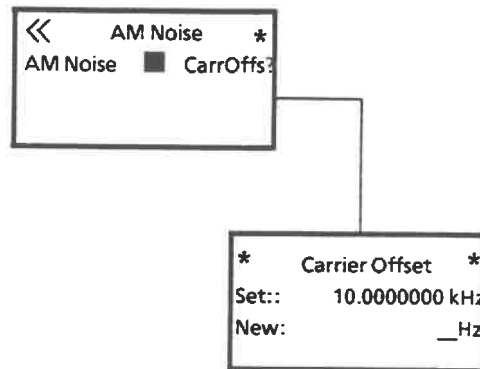 ≪ AM Noise *
AM Noise ■ CarrOffs?
* Carrier Offset *
Set:: 10.0000000 kHz
New: __Hz